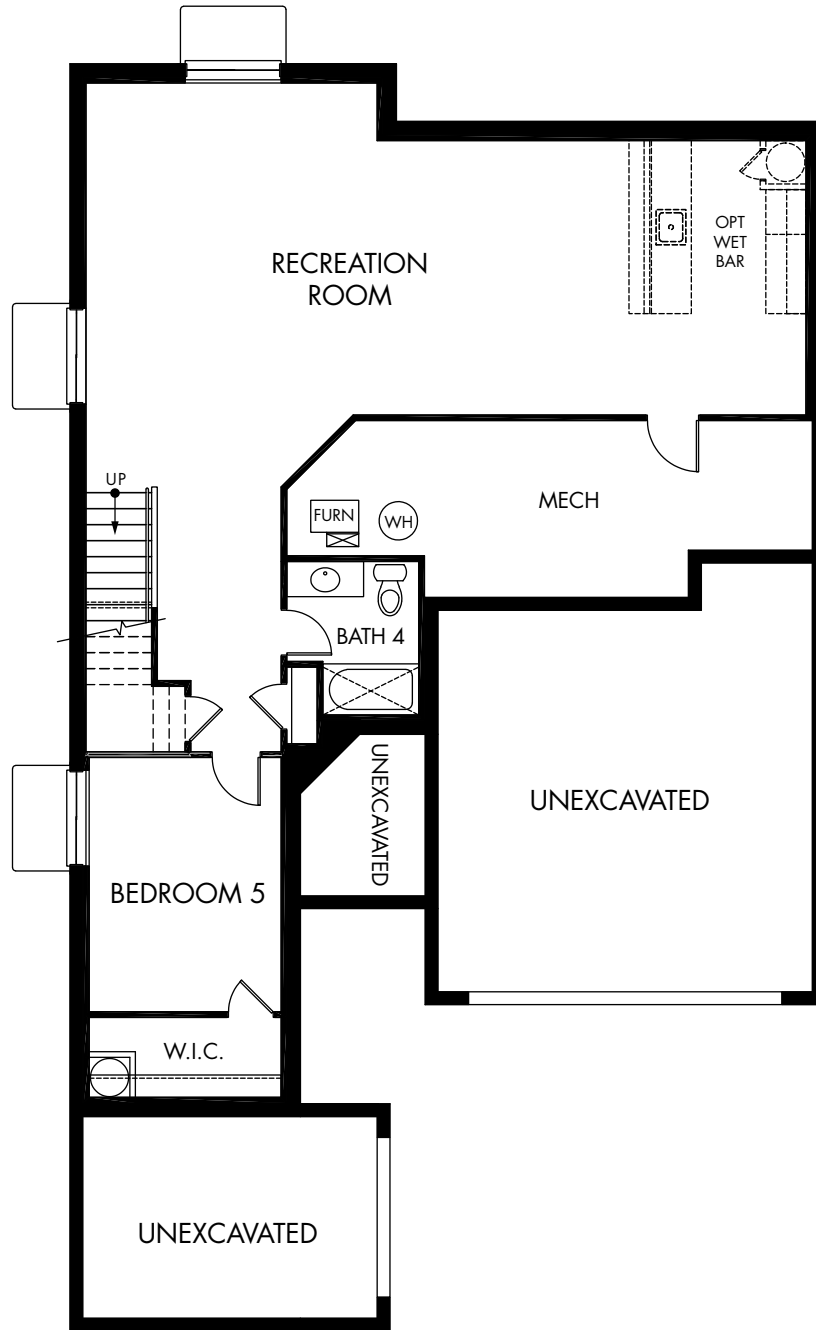 OPT
WET
BAR
RECREATION
ROOM
UP
MECH
FURN
WH
BATH 4
UNEXCAVATED
UNEXCAVATED
BEDROOM 5
W.I.C.
UNEXCAVATED